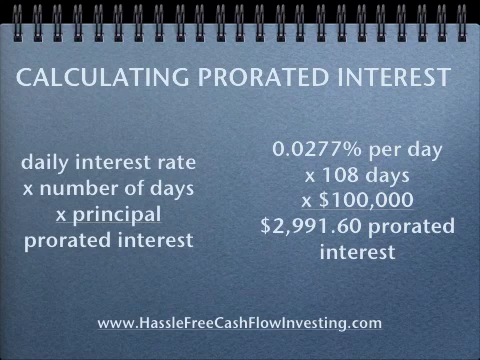 CALCULATING PRORATED INTEREST
daily interest rate
x number of days
x principal
prorated interest
0.0277% per day
x 108 days
x $100,000
$2,991.60 prorated
interest
www.HassleFreeCashFlowInvesting.com